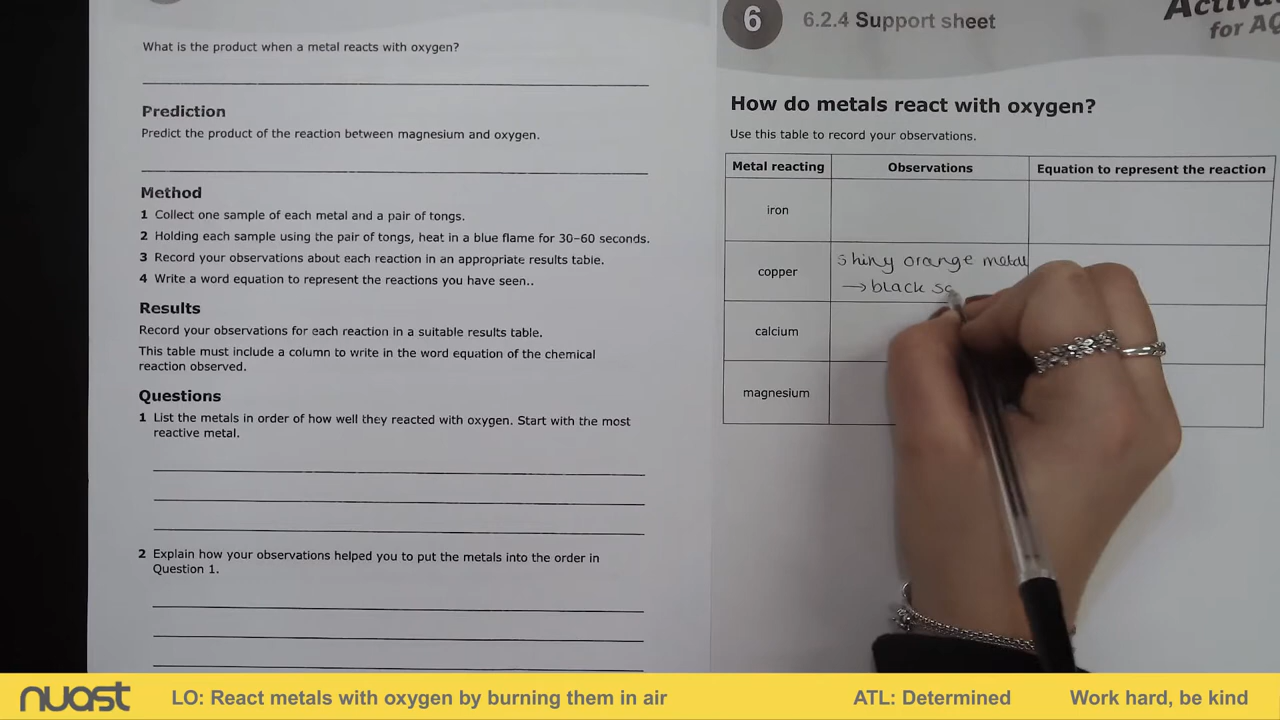 What is the product when a metal reacts with oxygen?
Prediction
Predict the product of the reaction between magnesium and oxygen.
Method
1 Collect one sample of each metal and a pair of tongs.
2 Holding each sample using the pair of tongs, heat in a blue flame for 30–60 seconds.
3 Record your observations about each reaction in an appropriate results table.
4 Write a word equation to represent the reactions you have seen..
Results
Record your observations for each reaction in a suitable results table.
This table must include a column to write in the word equation of the chemical
reaction observed.
Questions
1 List the metals in order of how well they reacted with oxygen. Start with the most
reactive metal.
2 Explain how your observations helped you to put the metals into the order in
Question 1.
6 6.2.4 Support sheet
for
How do metals react with oxygen?
Use this table to record your observations.
Metal reacting Observations Equation to represent the reaction
iron
copper
shiny orange metal
→ black
calcium
magnesium
nuast LO: React metals with oxygen by burning them in air ATL: Determined Work hard, be kind